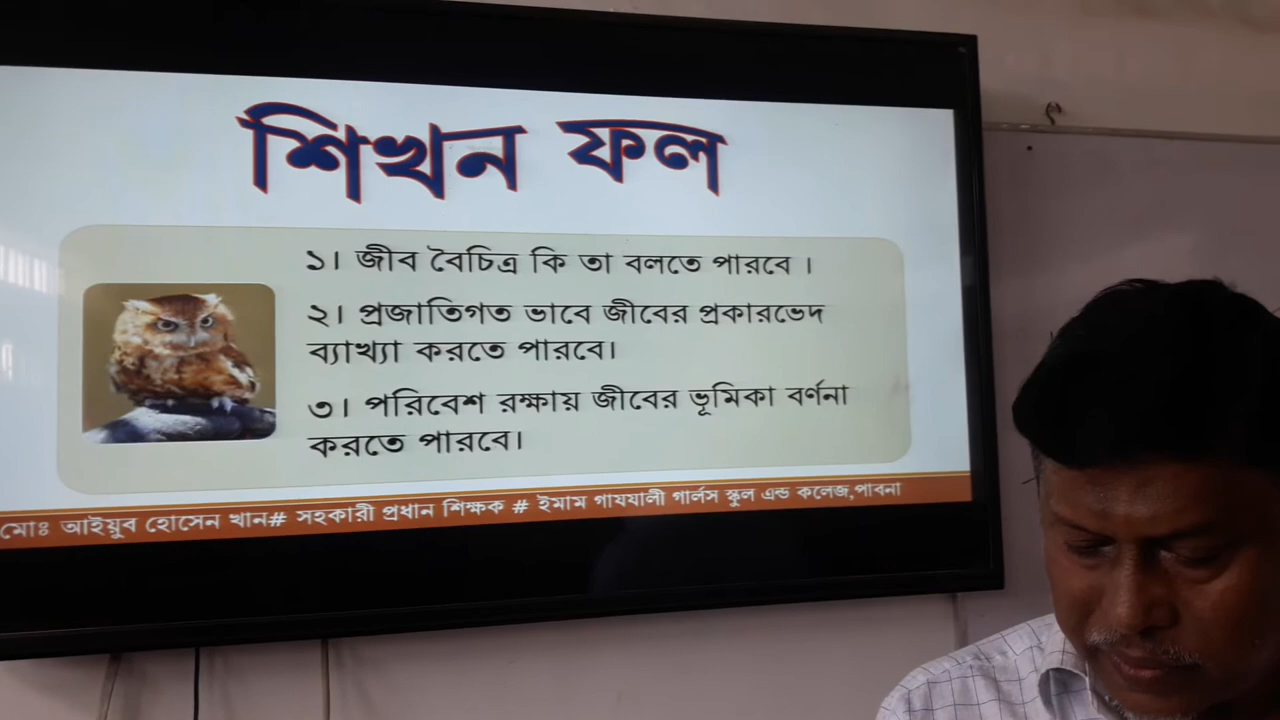 শিখন ফল
১। জীব বৈচিত্র কি তা বলতে পারবে ।
২। প্রজাতিগত ভাবে জীবের প্রকারভেদ
ব্যাখ্যা করতে পারবে।
৩। পরিবেশ রক্ষায় জীবের ভূমিকা বর্ণনা
করতে পারবে।
মোঃ আইয়ুব হোসেন খান# সহকারী প্রধান শিক্ষক # ইমাম গাযযালী গার্লস স্কুল এন্ড কলেজ,পাবনা